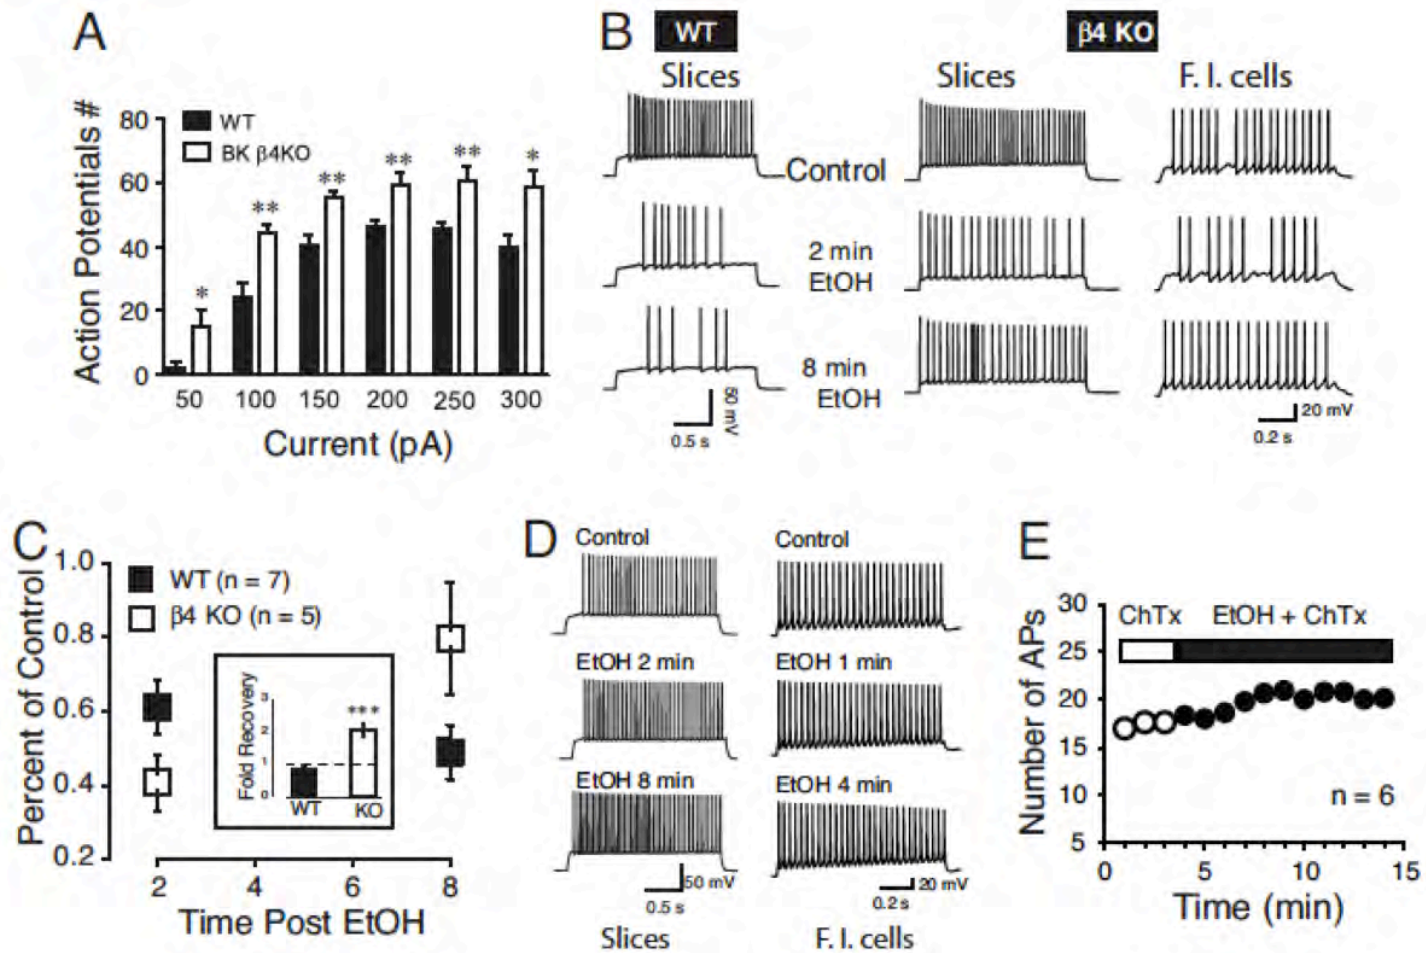 A
Action Potentials #
80
60
40
20
0
WT
BK β4KO
*
**
**
**
**
*
50 100 150 200 250 300
Current (pA)
B
WT
β4 KO
Slices
Slices
F. I. cells
Control
2 min
EtOH
8 min
EtOH
50 mV
0.5 s
20 mV
0.2 s
C
Percent of Control
1.0
0.8
0.6
0.4
0.2
WT (n = 7)
β4 KO (n = 5)
Fold Recovery
3
2
1
0
***
WT KO
2 4 6 8
Time Post EtOH
D
Control
Control
EtOH 2 min
EtOH 1 min
EtOH 8 min
EtOH 4 min
50 mV
0.5 s
20 mV
0.2 s
Slices
F. I. cells
E
Number of APs
30
25
20
15
10
5
ChTx EtOH + ChTx
n = 6
0 5 10 15
Time (min)